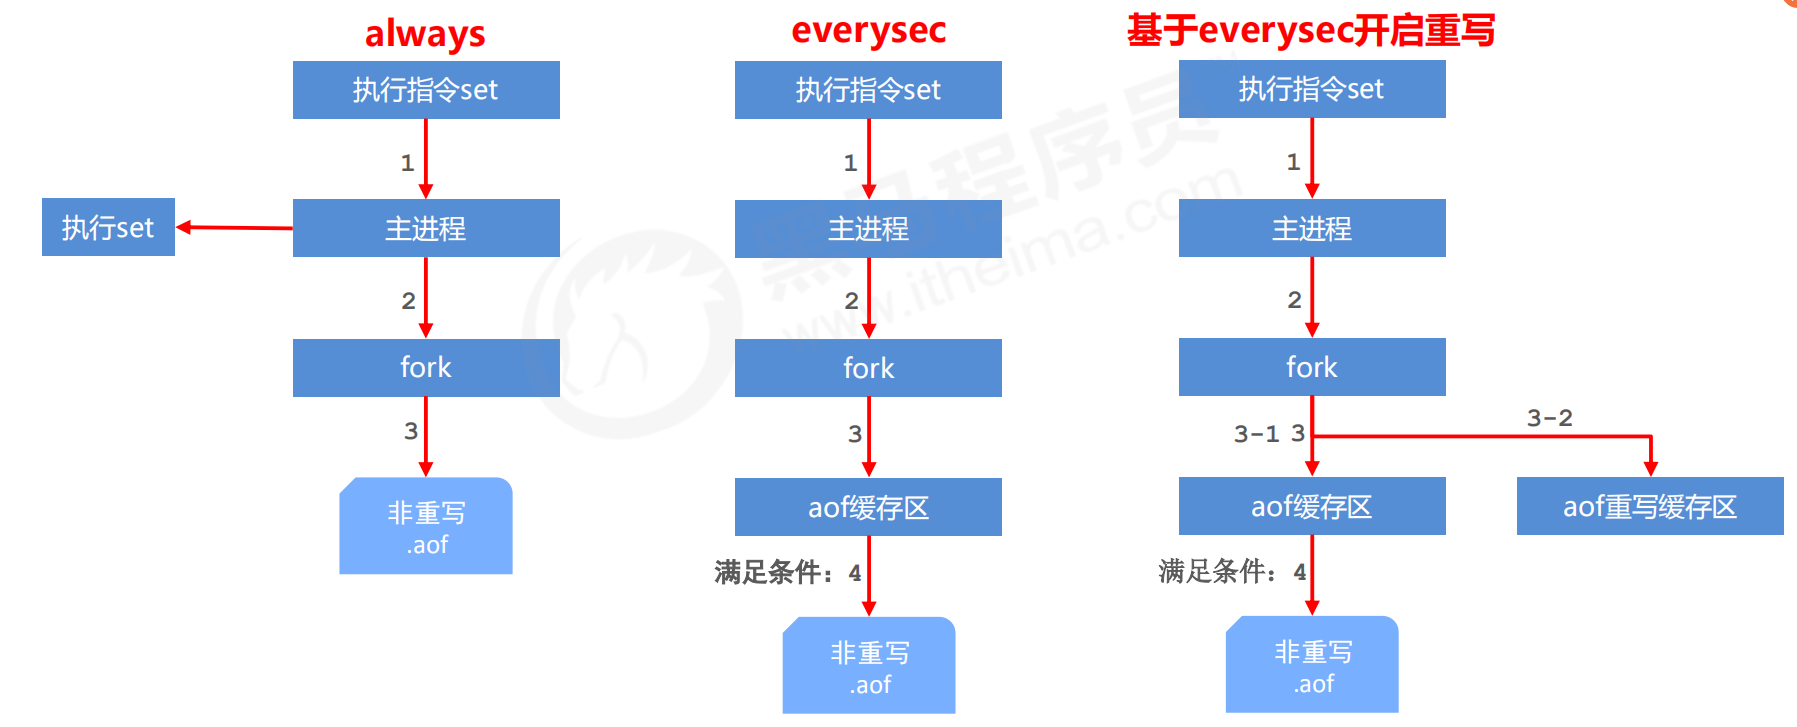 always
执行指令set
1
执行set
主进程
2
fork
3
非重写
.aof
everysec
执行指令set
1
主进程
2
fork
3
aof缓存区
满足条件：4
非重写
.aof
基于everysec开启重写
执行指令set
1
主进程
2
fork
3-1 3
3-2
aof缓存区
aof重写缓存区
满足条件：4
非重写
.aof
黑马程序员
www.itheima.com